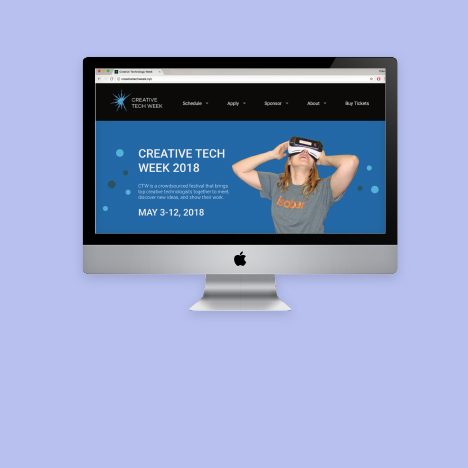 Creative Technology Week
creativetechweek.nyc
CREATIVE
TECH WEEK
Schedule
Apply
Sponsor
About
Buy Tickets
CREATIVE TECH
WEEK 2018
CTW is a crowdsourced festival that brings
top creative technologists together to meet,
discover new ideas, and show their work.
MAY 3-12, 2018